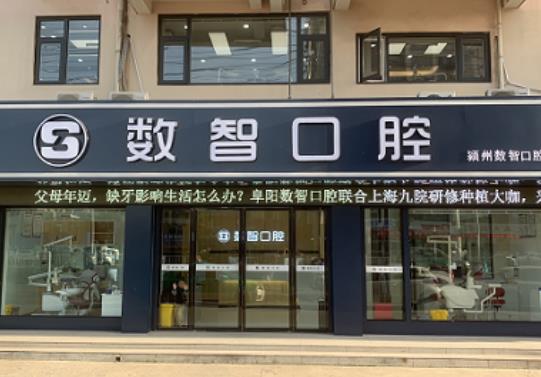 数智口腔
颍州数智口腔
父母年迈，缺牙影响生活怎么办？阜阳数智口腔联合上海九院研修种植大咖，
数智口腔